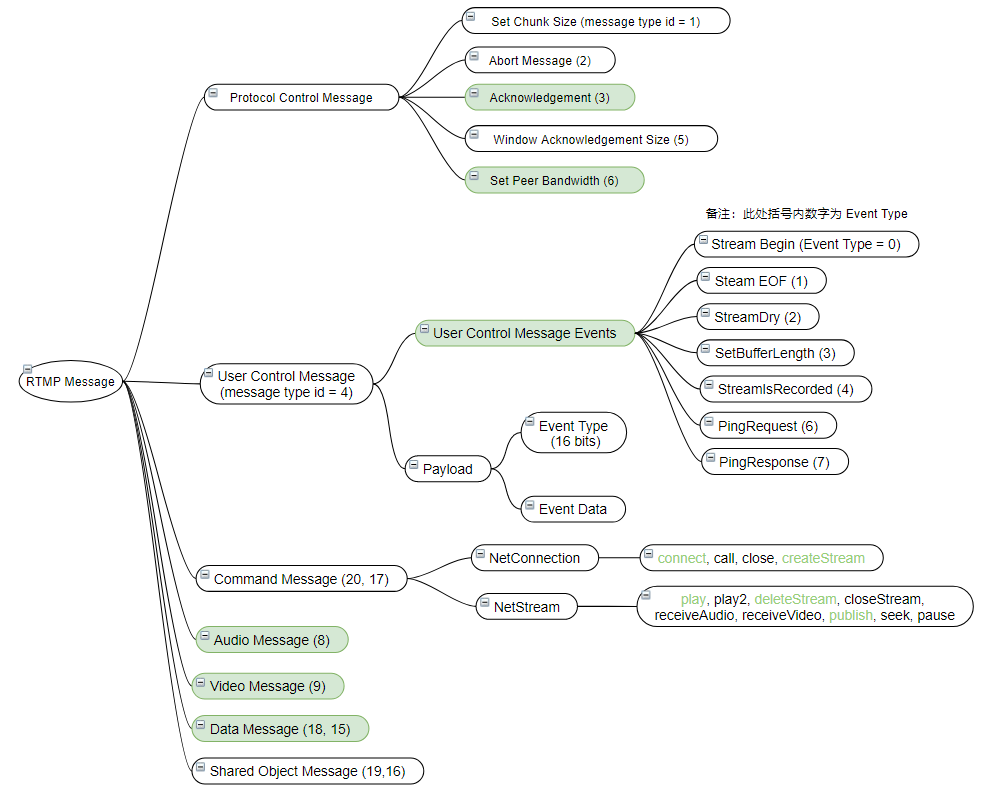 Set Chunk Size (message type id = 1)
Abort Message (2)
Protocol Control Message
Acknowledgement (3)
Window Acknowledgement Size (5)
Set Peer Bandwidth (6)
备注：此处括号内数字为 Event Type
Stream Begin (Event Type = 0)
Steam EOF (1)
StreamDry (2)
User Control Message Events
SetBufferLength (3)
RTMP Message
User Control Message
(message type id = 4)
StreamIsRecorded (4)
PingRequest (6)
PingResponse (7)
Event Type
(16 bits)
Payload
Event Data
NetConnection
connect, call, close, createStream
Command Message (20, 17)
NetStream
play, play2, deleteStream, closeStream,
receiveAudio, receiveVideo, publish, seek, pause
Audio Message (8)
Video Message (9)
Data Message (18, 15)
Shared Object Message (19,16)